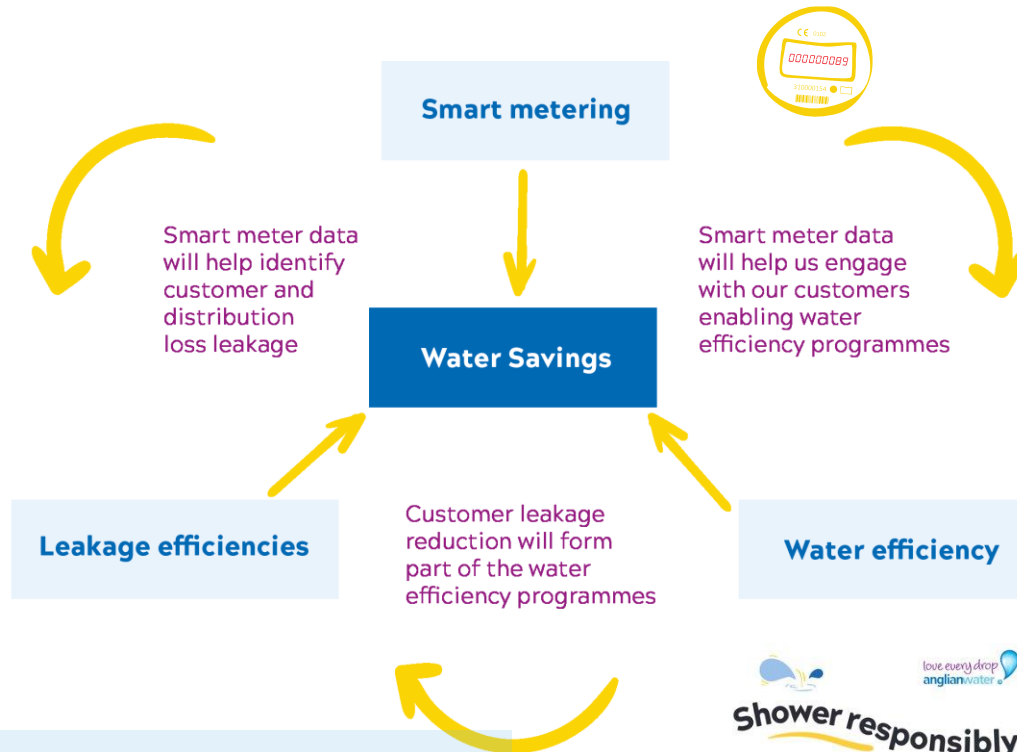 CE
000000089
Smart metering
Smart meter data
will help identify
customer and
distribution
loss leakage
Smart meter data
will help us engage
with our customers
enabling water
efficiency programmes
Water Savings
Leakage efficiencies
Customer leakage
reduction will form
part of the water
efficiency programmes
Water efficiency
love every drop
anglianwater
Shower responsibly